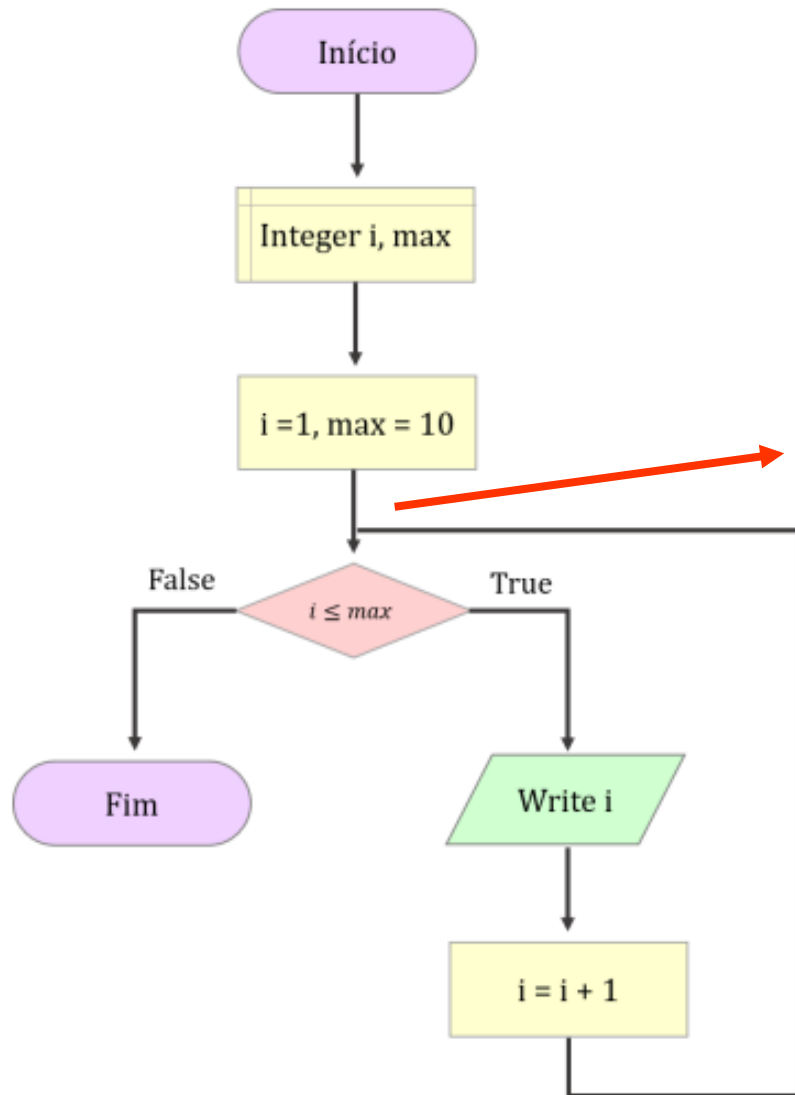 Início
Integer i, max
i =1, max = 10
False
True
i ≤ max
Fim
Write i
i = i + 1